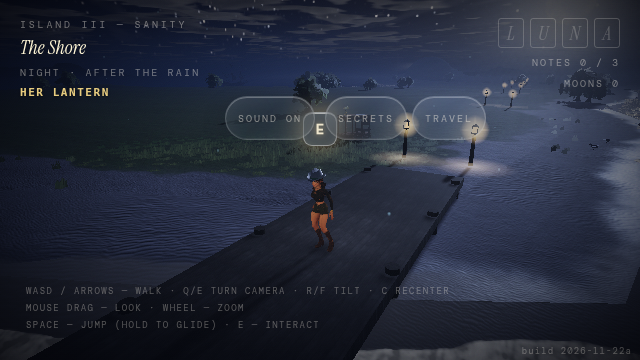 ISLAND III — SANITY
The Shore
NIGHT · AFTER THE RAIN
HER LANTERN
L U N A
NOTES 0 / 3
MOONS 0
SOUND ON
E
SECRETS
TRAVEL
WASD / ARROWS — WALK · Q/E TURN CAMERA · R/F TILT · C RECENTER
MOUSE DRAG — LOOK · WHEEL — ZOOM
SPACE — JUMP (HOLD TO GLIDE) · E — INTERACT
build 2026-11-22a